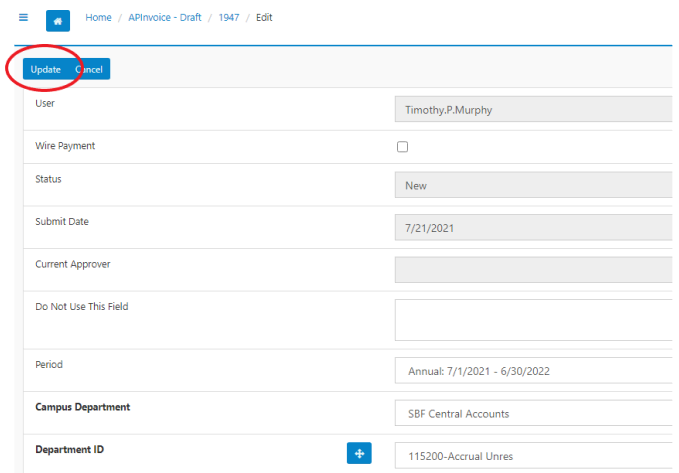 Home / APInvoice - Draft / 1947 / Edit
Update Cancel
User Timothy.P.Murphy
Wire Payment
Status New
Submit Date 7/21/2021
Current Approver
Do Not Use This Field
Period Annual: 7/1/2021 - 6/30/2022
Campus Department SBF Central Accounts
Department ID 115200-Accrual Unres